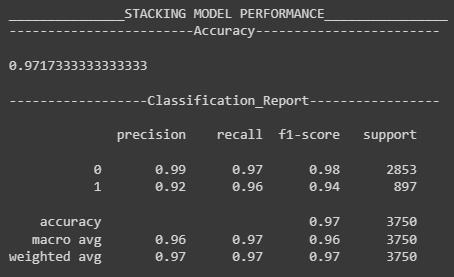 _______________STACKING MODEL PERFORMANCE________________
------------------------Accuracy------------------------
0.9717333333333333
------------------Classification_Report-----------------
precision    recall  f1-score   support
0       0.99      0.97      0.98      2853
1       0.92      0.96      0.94       897
accuracy                           0.97      3750
macro avg       0.96      0.97      0.96      3750
weighted avg       0.97      0.97      0.97      3750